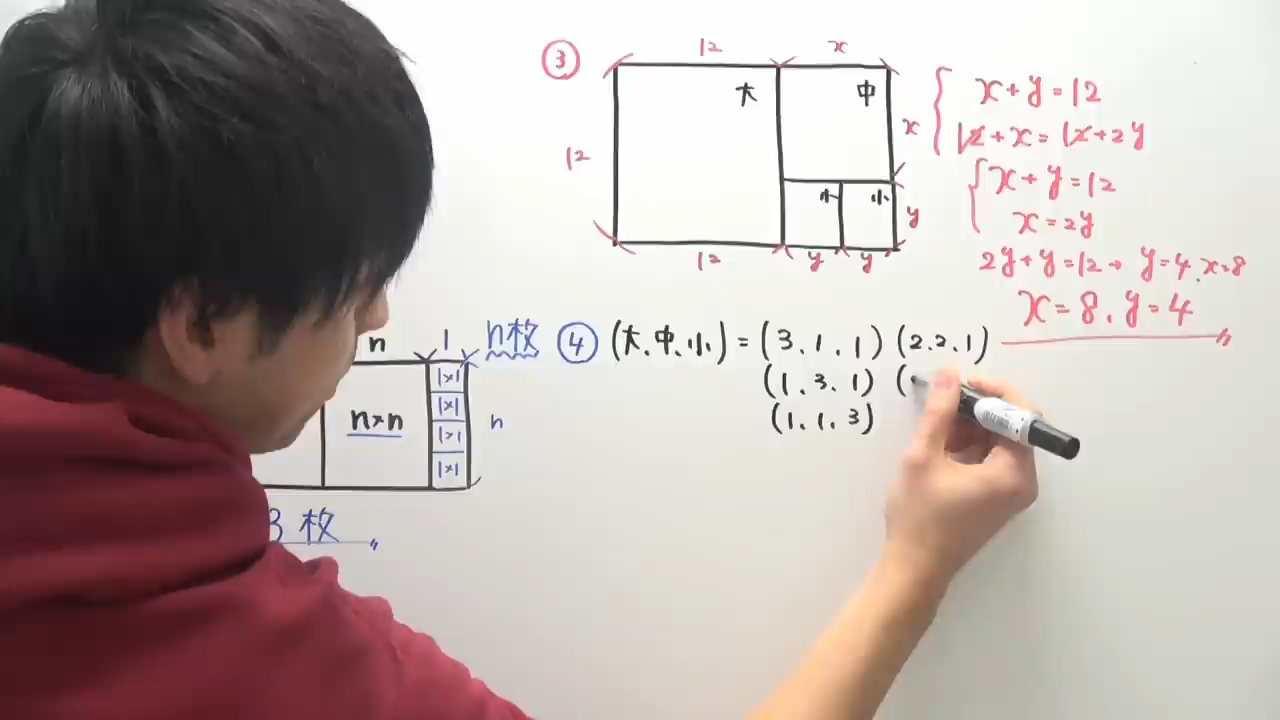 ③
12 x
大 中
12 x
小 小
y
12 y y
x+y=12
12+x=12+2y
x+y=12
x=2y
2y+y=12→ y=4.x=8
x=8.y=4
n 1 n枚
n×n
1×1
1×1
1×1
1×1
n
3枚
④ (大.中.小)=(3.1.1)(2.2.1)
(1.3.1)(
(1.1.3)